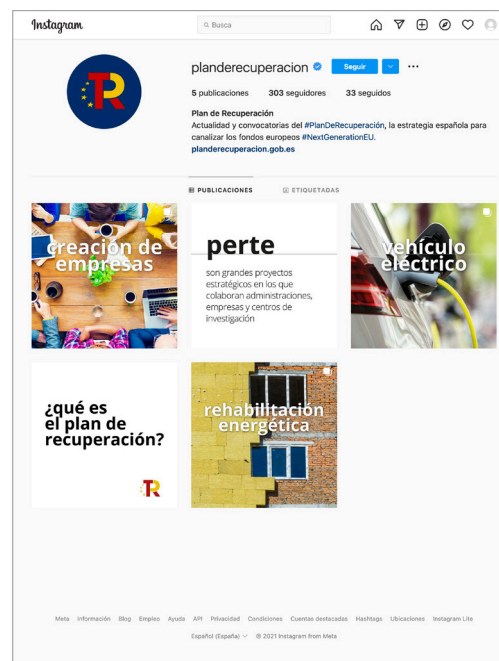 Instagram
Busca
planderecuperacion
Seguir
5 publicaciones 303 seguidores 33 seguidos
Plan de Recuperación
Actualidad y convocatorias del #PlanDeRecuperación, la estrategia española para
canalizar los fondos europeos #NextGenerationEU.
planderecuperacion.gob.es
PUBLICACIONES ETIQUETADAS
creación de
empresas
perte
son grandes proyectos
estratégicos en los que
colaboran administraciones,
empresas y centros de
investigación
vehículo
eléctrico
¿qué es
el plan de
recuperación?
rehabilitación
energética
Meta Información Blog Empleo Ayuda API Privacidad Condiciones Cuentas destacadas Hashtags Ubicaciones Instagram Lite
Español (España) © 2021 Instagram from Meta